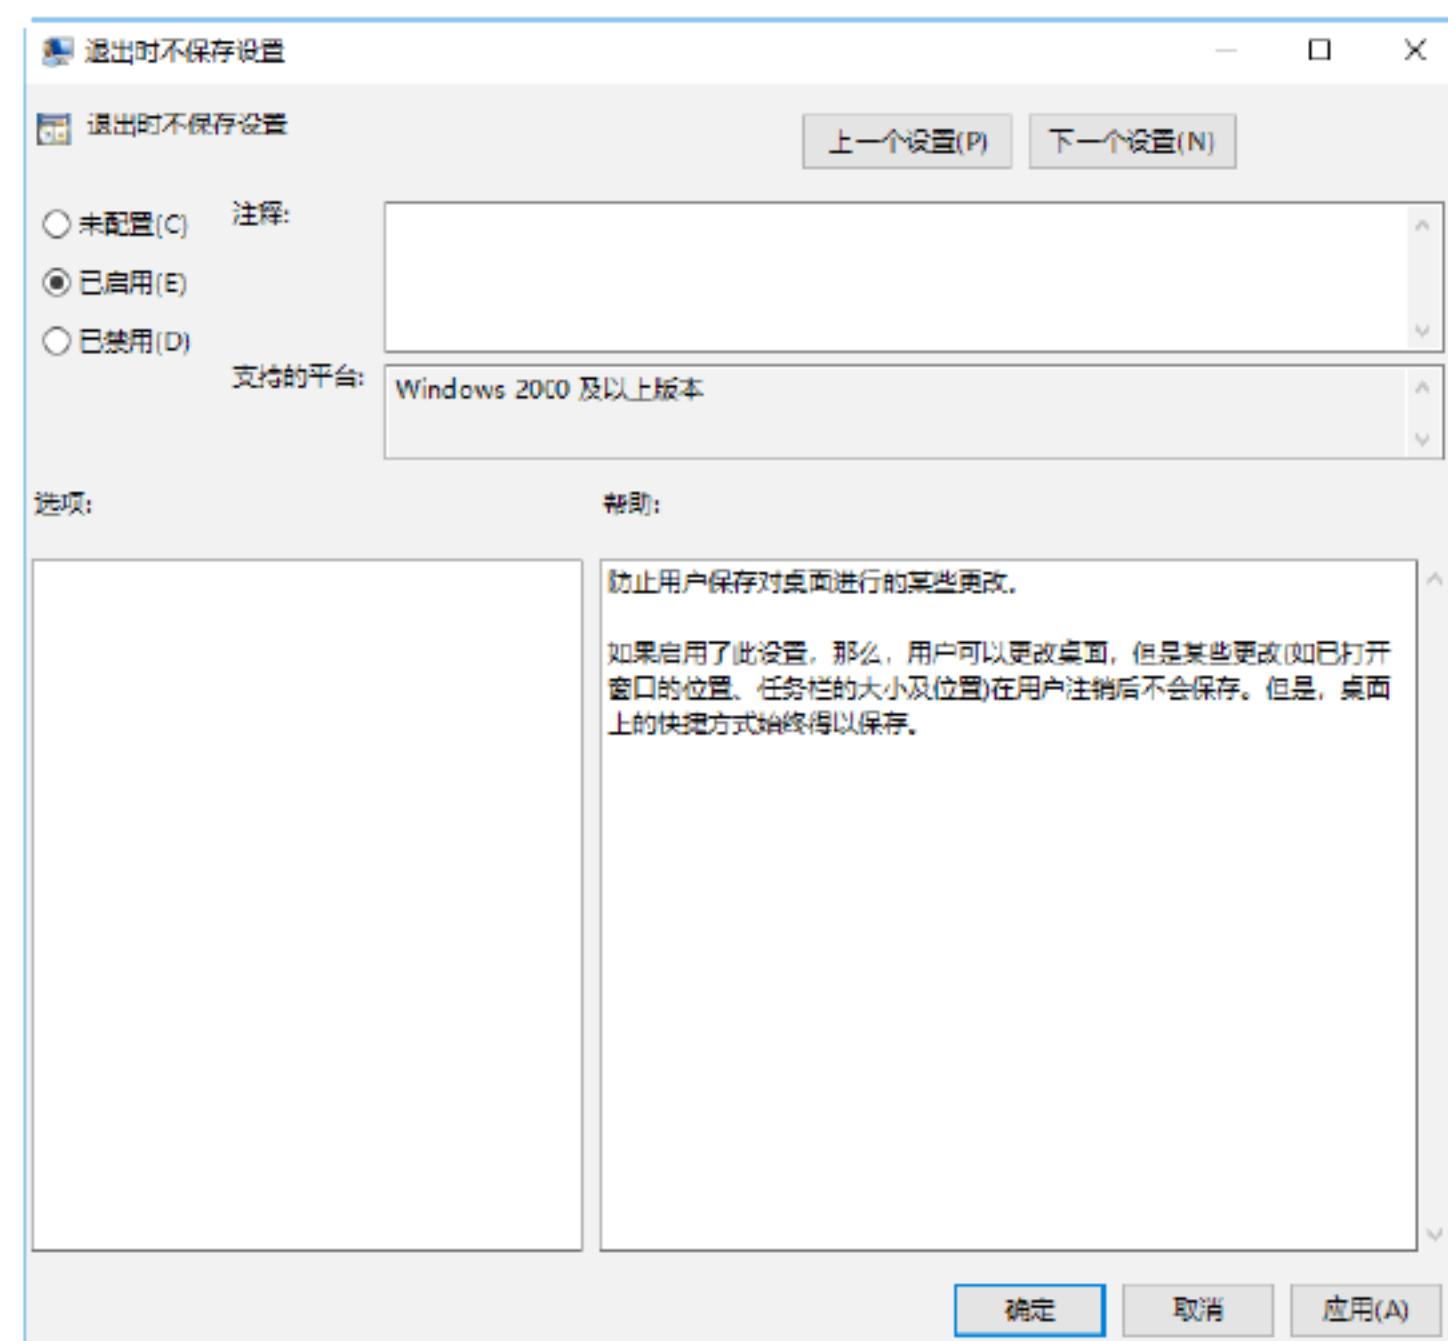 退出时不保存设置
退出时不保存设置
上一个设置(P)
下一个设置(N)
未配置(C)
注释:
已启用(E)
已禁用(D)
支持的平台:
Windows 2000 及以上版本
选项:
帮助:
防止用户保存对桌面进行的某些更改。
如果启用了此设置，那么，用户可以更改桌面，但是某些更改(如已打开
窗口的位置、任务栏的大小及位置)在用户注销后不会保存。但是，桌面
上的快捷方式始终得以保存。
确定
取消
应用(A)